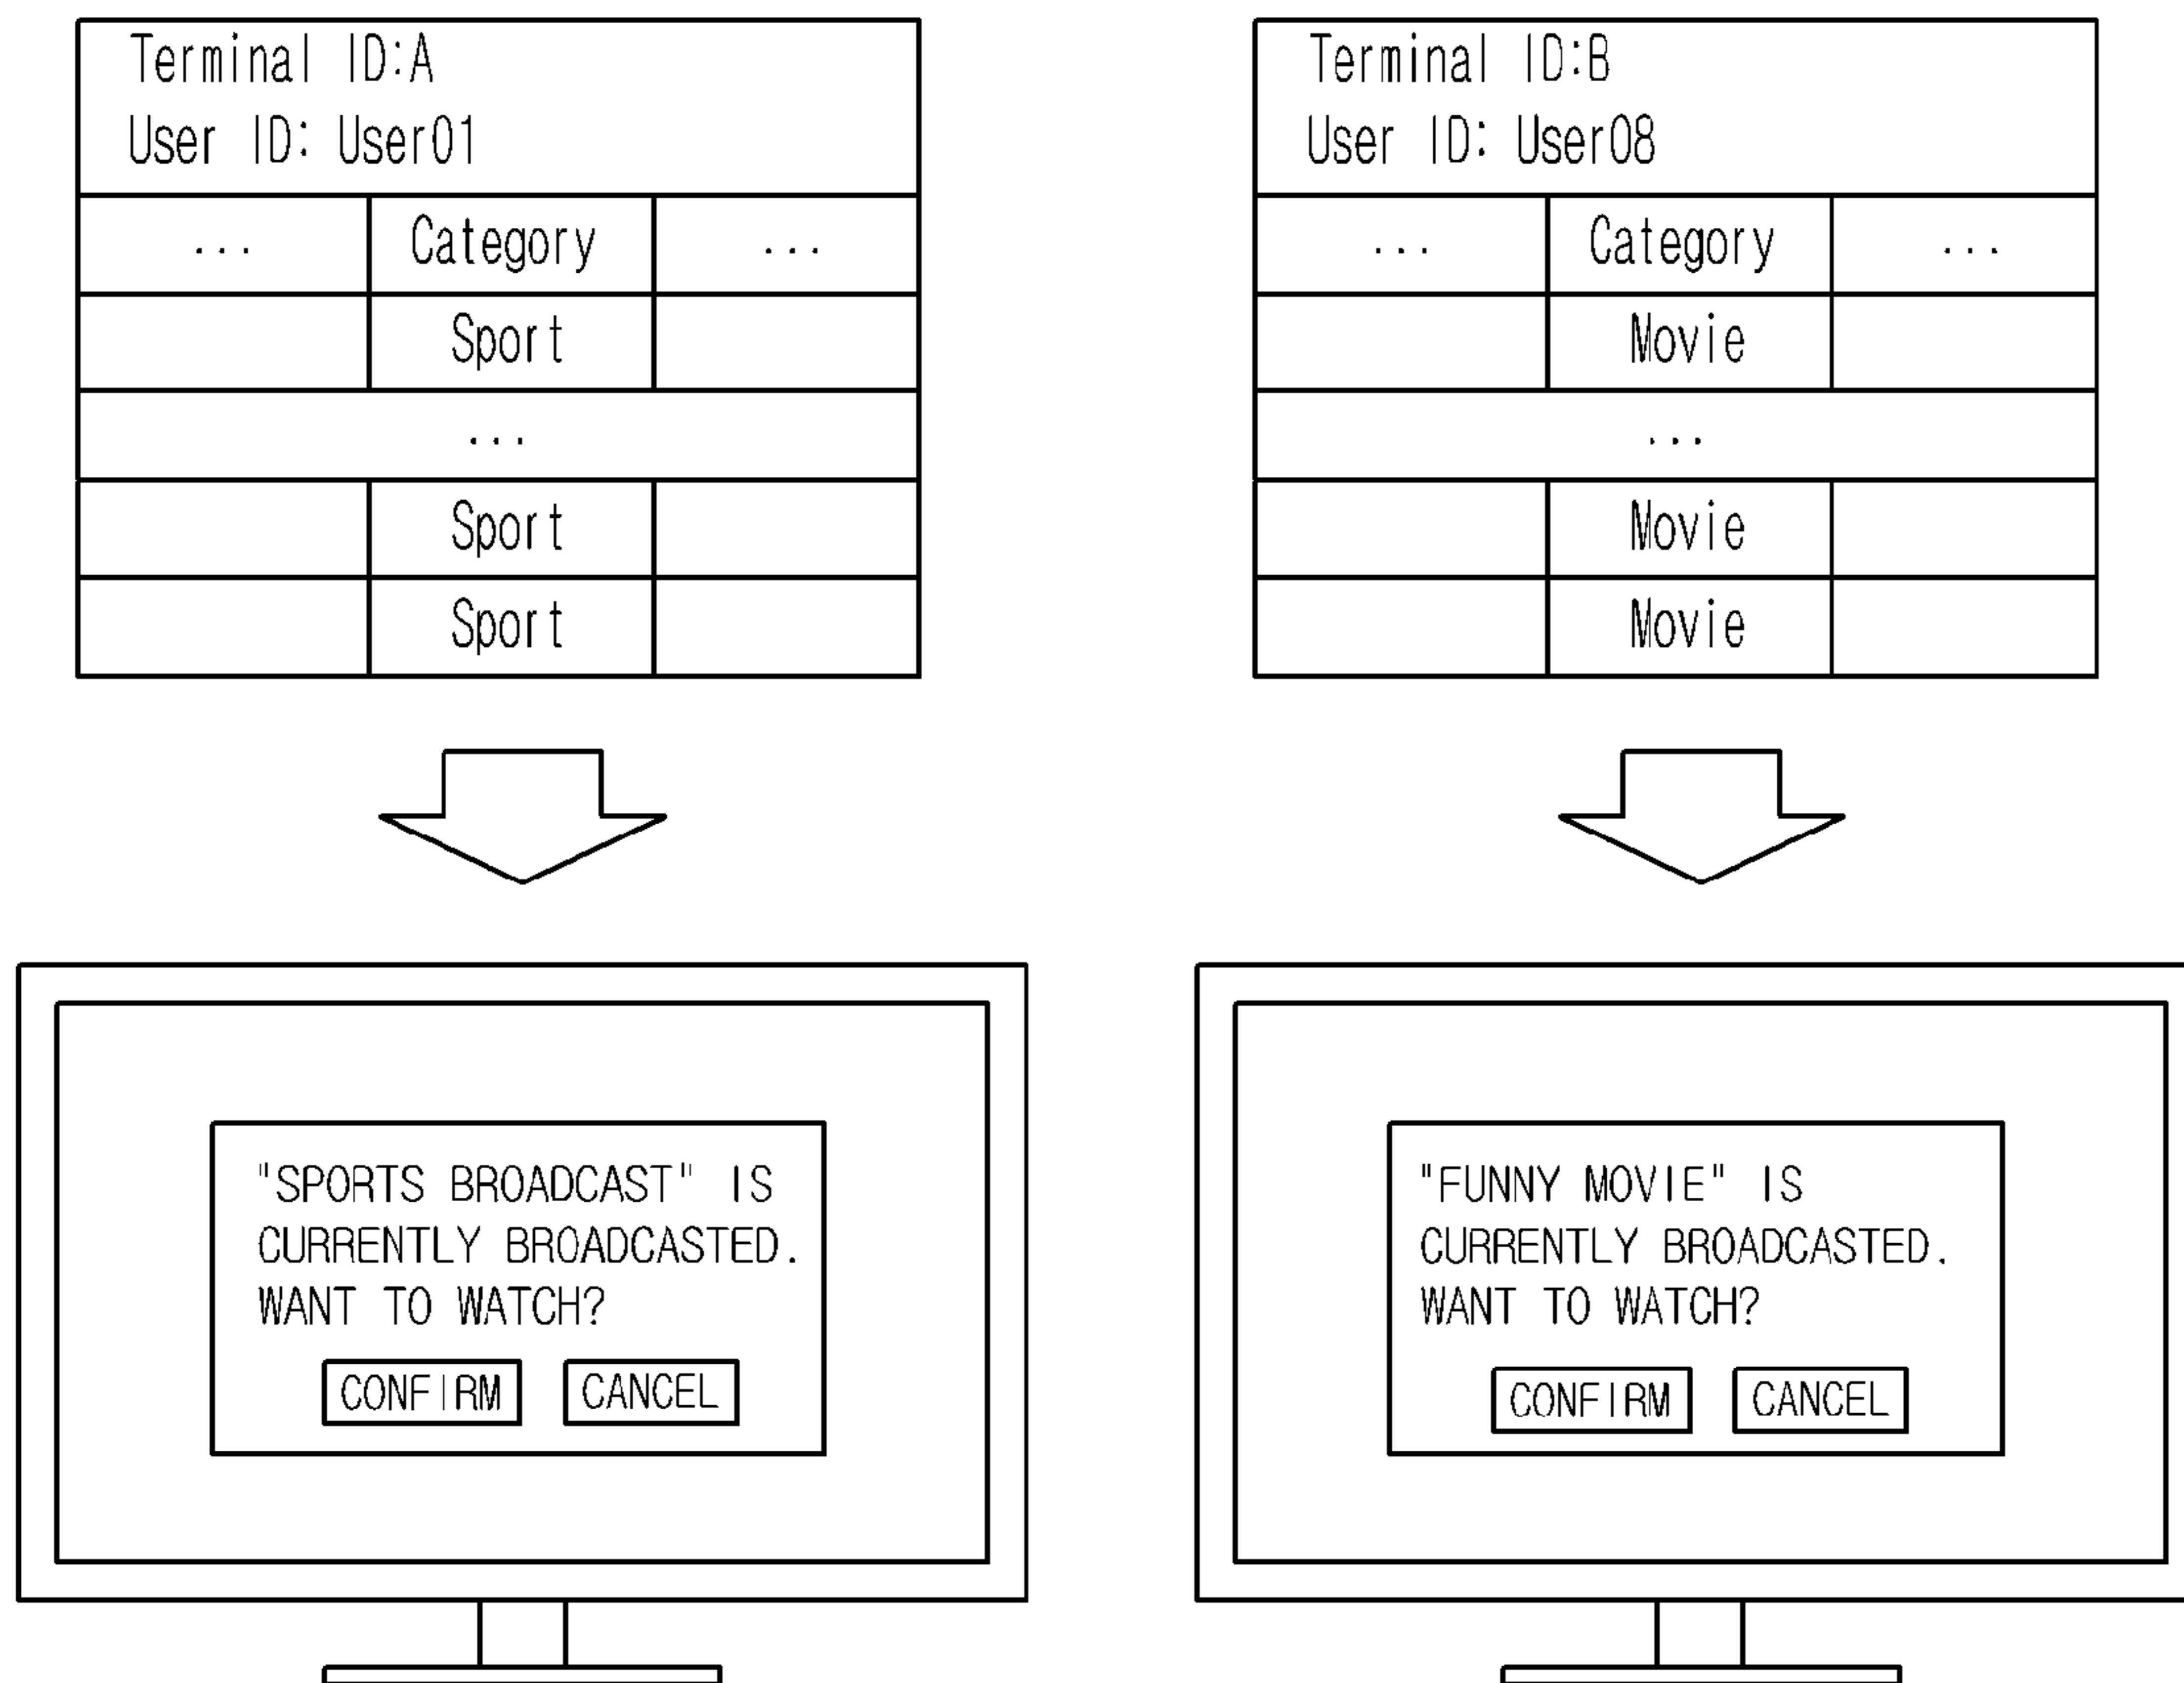 Terminal ID:A
User ID: User01
... Category ...
Sport
...
Sport
Sport
"SPORTS BROADCAST" IS
CURRENTLY BROADCASTED.
WANT TO WATCH?
CONFIRM CANCEL
Terminal ID:B
User ID: User08
... Category ...
Movie
...
Movie
Movie
"FUNNY MOVIE" IS
CURRENTLY BROADCASTED.
WANT TO WATCH?
CONFIRM CANCEL